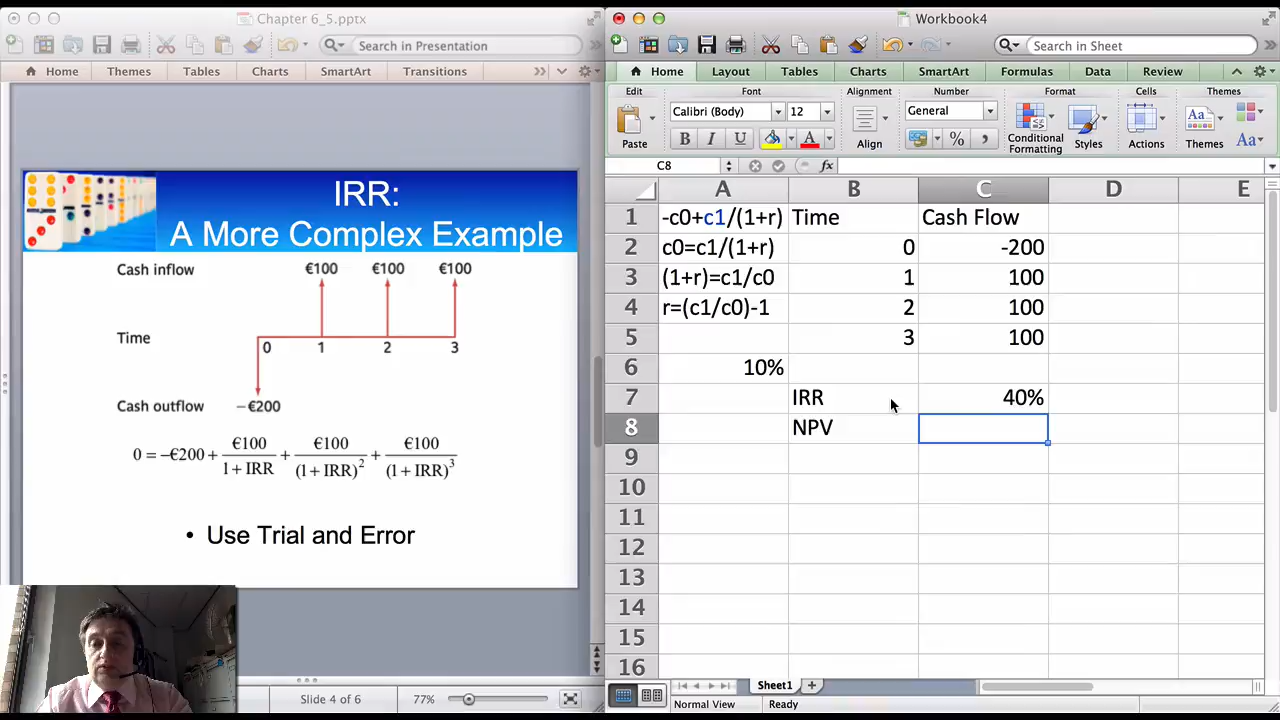 Chapter 6_5.pptx
Search in Presentation
Home Themes Tables Charts SmartArt Transitions
IRR:
A More Complex Example
Cash inflow €100 €100 €100
Time 0 1 2 3
Cash outflow −€200
0 = −€200 + €100 / 1 + IRR + €100 / (1 + IRR)² + €100 / (1 + IRR)³
• Use Trial and Error
Slide 4 of 6 77%
Workbook4
Search in Sheet
Home Layout Tables Charts SmartArt Formulas Data Review
Edit Font Alignment Number Format Cells Themes
Calibri (Body) 12 General
Paste B I U A Align % , Conditional Formatting Styles Actions Themes Aa Aa
C8 fx
A B C D E
1 -c0+c1/(1+r) Time Cash Flow
2 c0=c1/(1+r) 0 -200
3 (1+r)=c1/c0 1 100
4 r=(c1/c0)-1 2 100
5 3 100
6 10%
7 IRR 40%
8 NPV
9
10
11
12
13
14
15
16
Sheet1
Normal View Ready